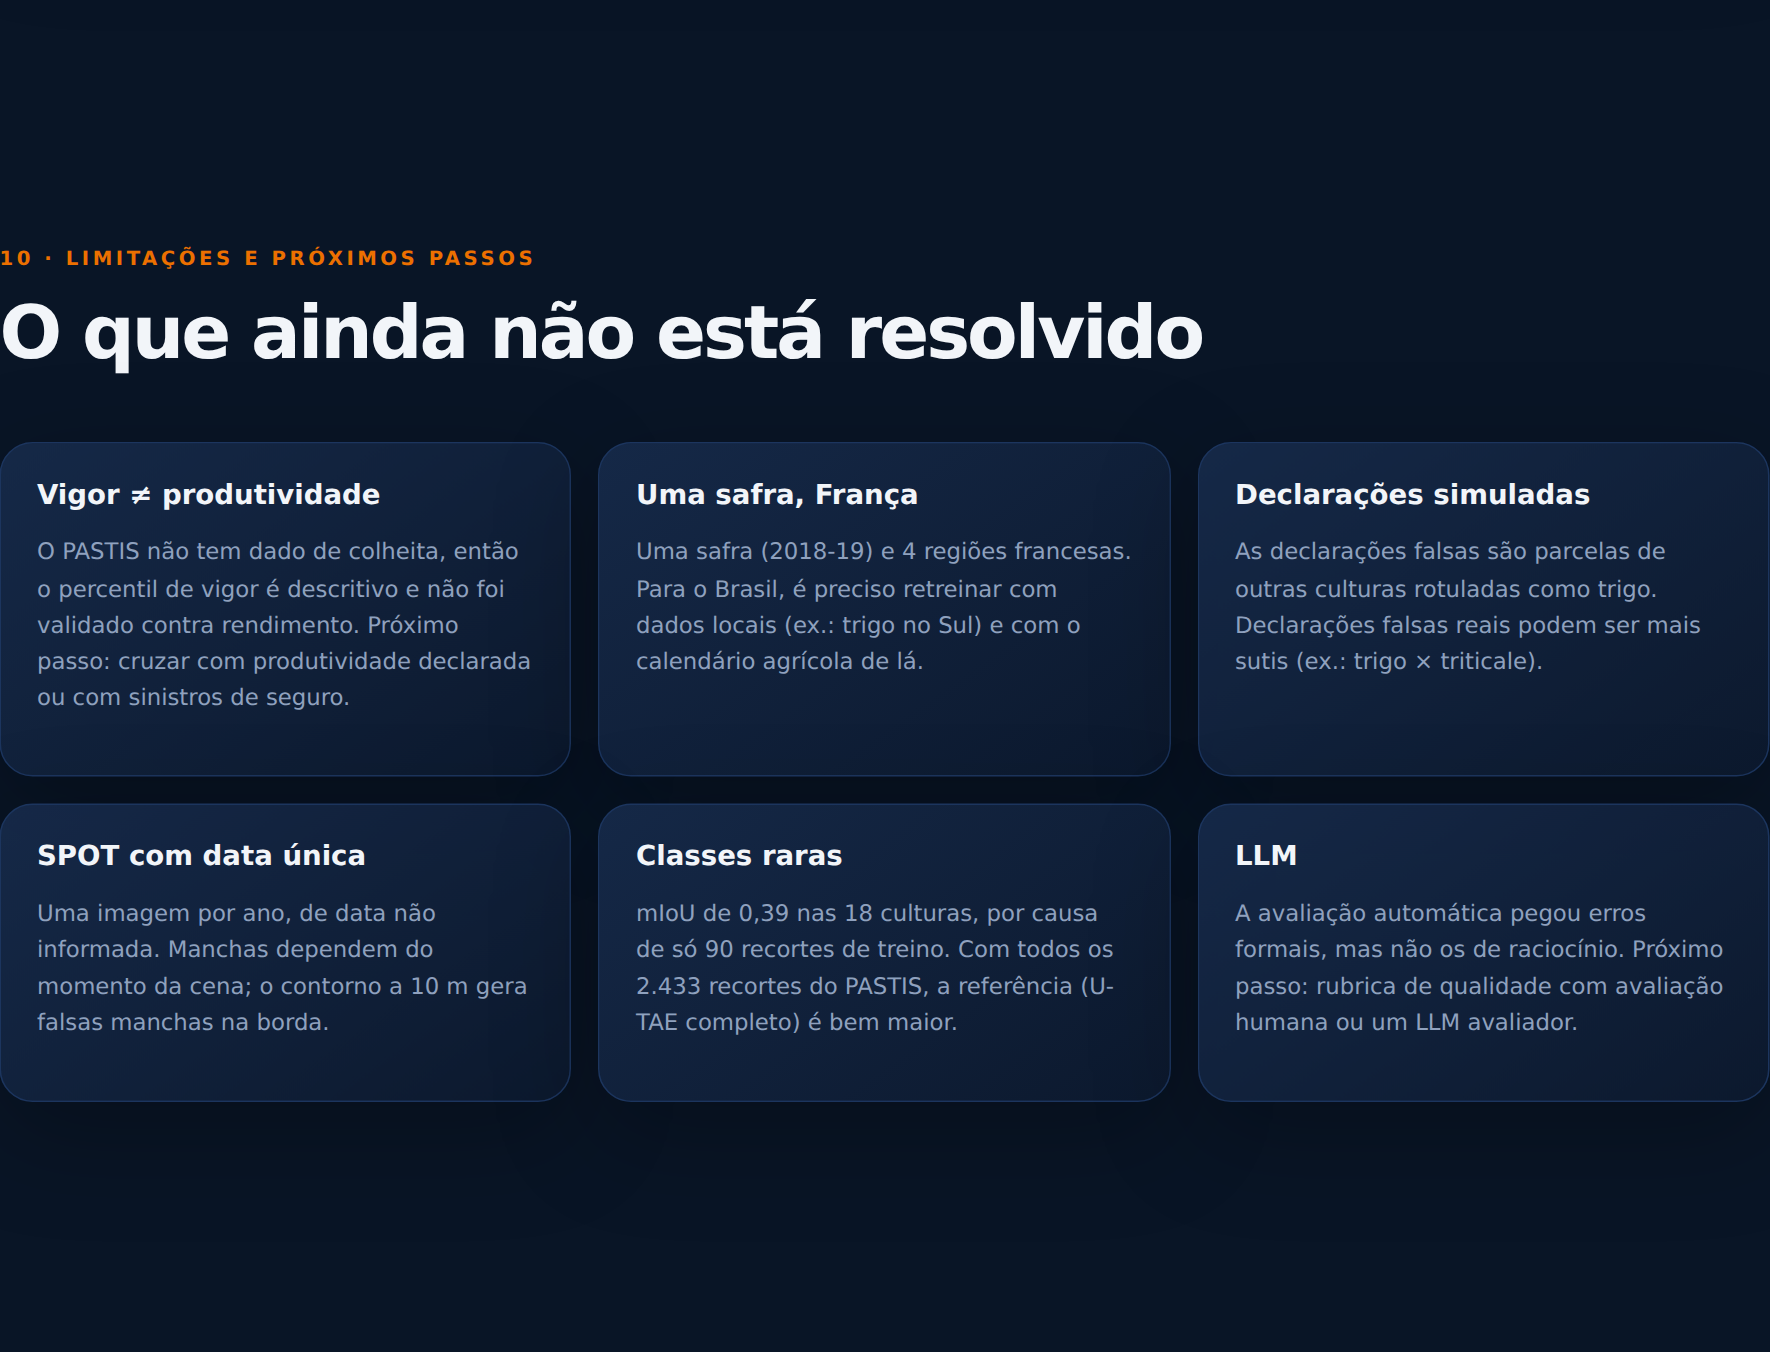 10 · LIMITAÇÕES E PRÓXIMOS PASSOS
O que ainda não está resolvido
Vigor ≠ produtividade
O PASTIS não tem dado de colheita, então
o percentil de vigor é descritivo e não foi
validado contra rendimento. Próximo
passo: cruzar com produtividade declarada
ou com sinistros de seguro.
Uma safra, França
Uma safra (2018-19) e 4 regiões francesas.
Para o Brasil, é preciso retreinar com
dados locais (ex.: trigo no Sul) e com o
calendário agrícola de lá.
Declarações simuladas
As declarações falsas são parcelas de
outras culturas rotuladas como trigo.
Declarações falsas reais podem ser mais
sutis (ex.: trigo × triticale).
SPOT com data única
Uma imagem por ano, de data não
informada. Manchas dependem do
momento da cena; o contorno a 10 m gera
falsas manchas na borda.
Classes raras
mIoU de 0,39 nas 18 culturas, por causa
de só 90 recortes de treino. Com todos os
2.433 recortes do PASTIS, a referência (U-
TAE completo) é bem maior.
LLM
A avaliação automática pegou erros
formais, mas não os de raciocínio. Próximo
passo: rubrica de qualidade com avaliação
humana ou um LLM avaliador.